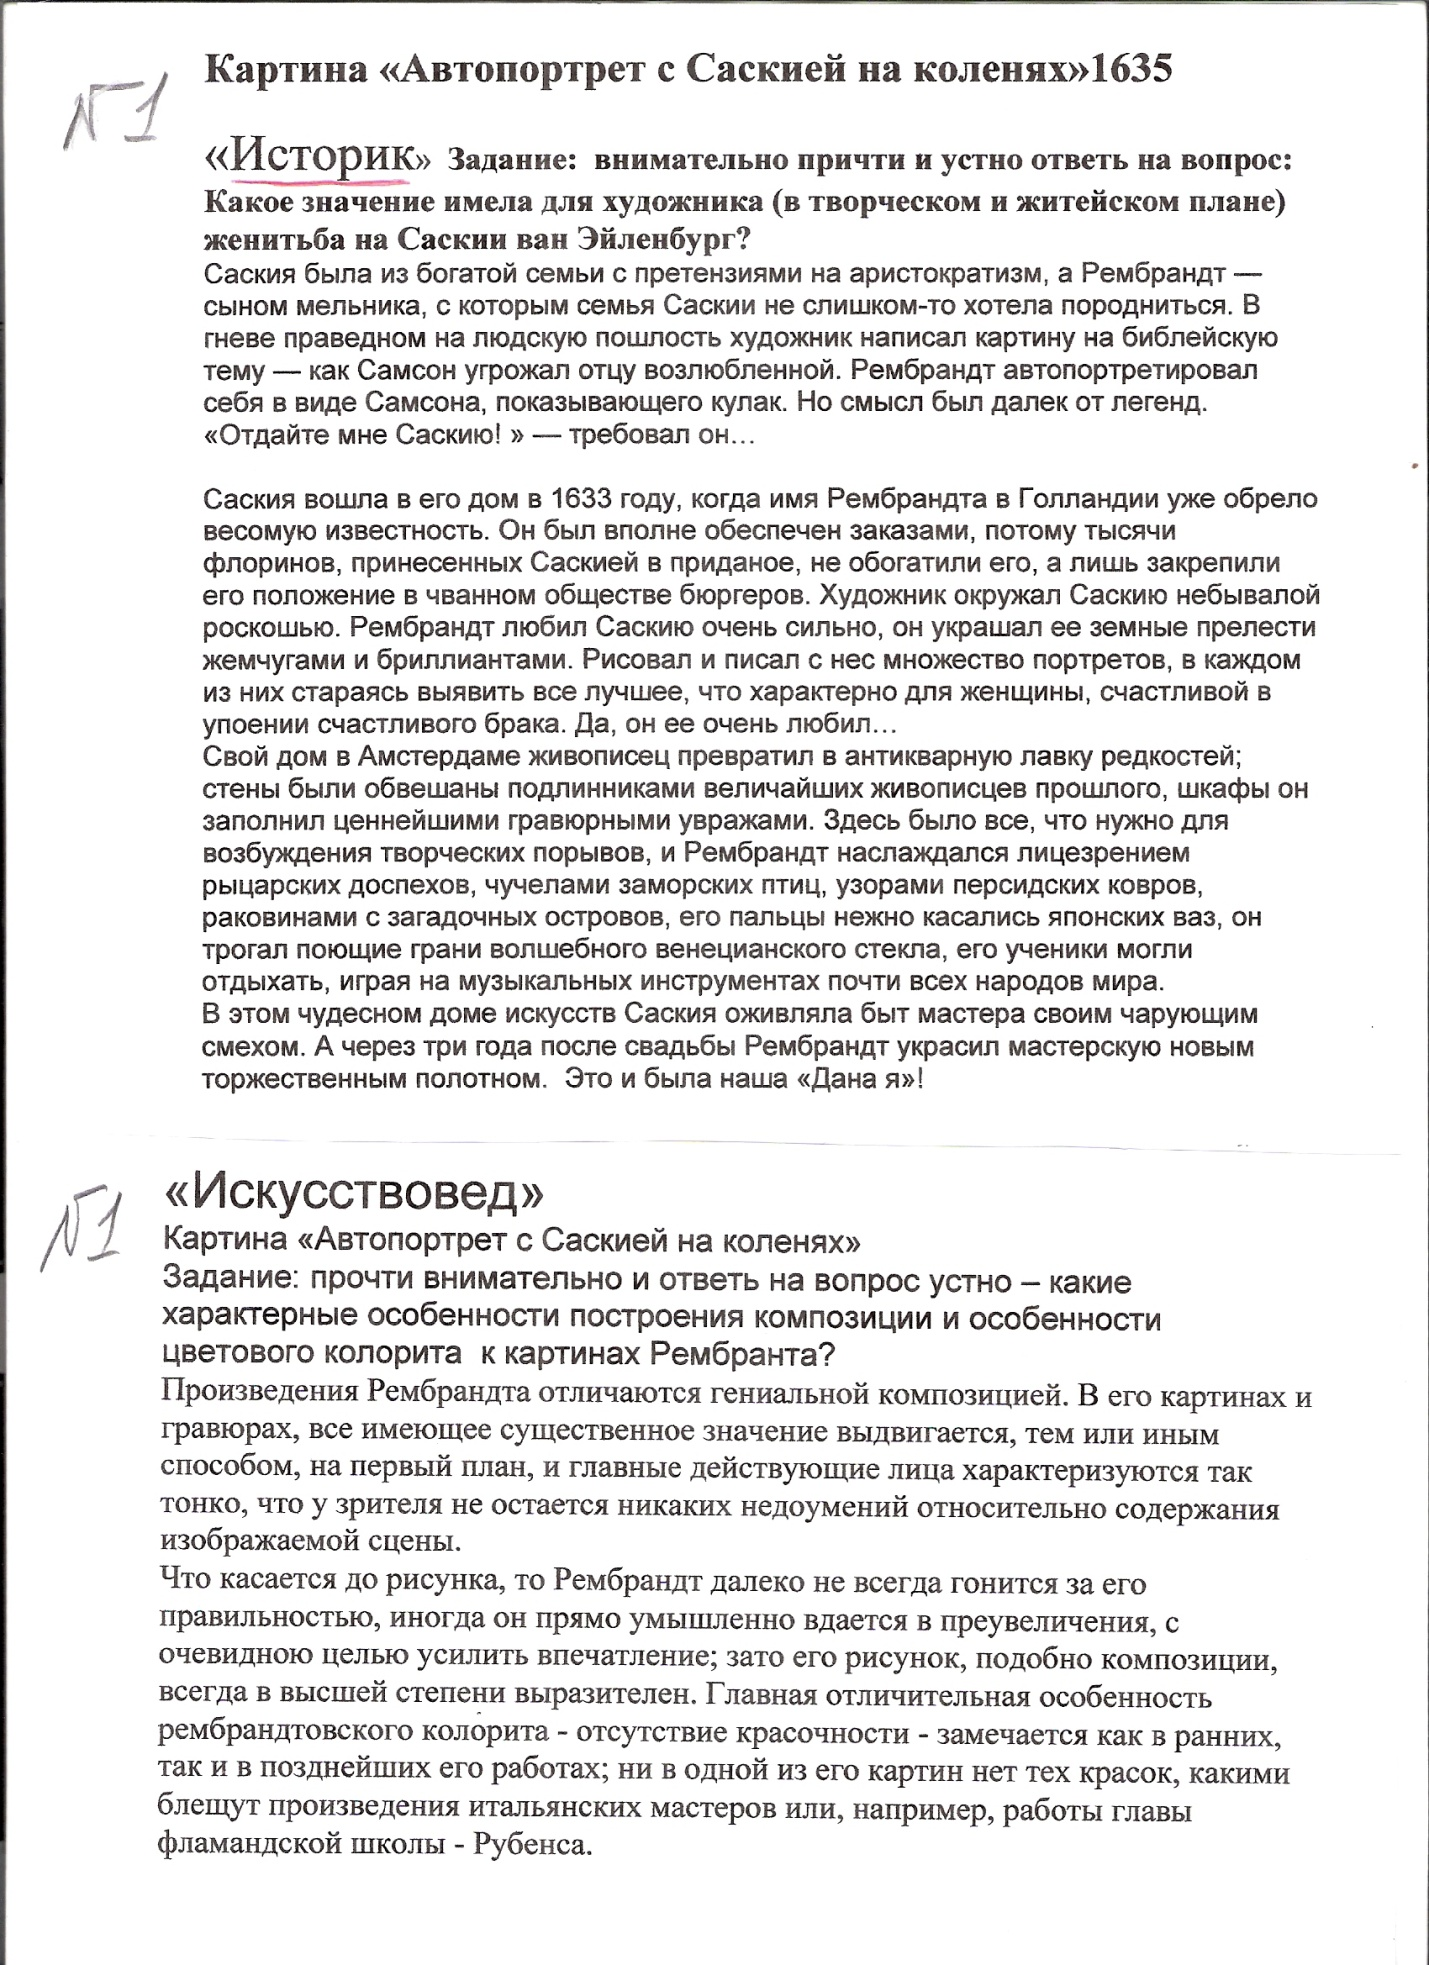 №1
Картина «Автопортрет с Саскией на коленях»1635
«Историк» Задание: внимательно причти и устно ответь на вопрос:
Какое значение имела для художника (в творческом и житейском плане)
женитьба на Саскии ван Эйленбург?
Саския была из богатой семьи с претензиями на аристократизм, а Рембрандт —
сыном мельника, с которым семья Саскии не слишком-то хотела породниться. В
гневе праведном на людскую пошлость художник написал картину на библейскую
тему — как Самсон угрожал отцу возлюбленной. Рембрандт автопортретировал
себя в виде Самсона, показывающего кулак. Но смысл был далек от легенд.
«Отдайте мне Саскию! » — требовал он…
Саския вошла в его дом в 1633 году, когда имя Рембрандта в Голландии уже обрело
весомую известность. Он был вполне обеспечен заказами, потому тысячи
флоринов, принесенных Саскией в приданое, не обогатили его, а лишь закрепили
его положение в чванном обществе бюргеров. Художник окружал Саскию небывалой
роскошью. Рембрандт любил Саскию очень сильно, он украшал ее земные прелести
жемчугами и бриллиантами. Рисовал и писал с нес множество портретов, в каждом
из них стараясь выявить все лучшее, что характерно для женщины, счастливой в
упоении счастливого брака. Да, он ее очень любил…
Свой дом в Амстердаме живописец превратил в антикварную лавку редкостей;
стены были обвешаны подлинниками величайших живописцев прошлого, шкафы он
заполнил ценнейшими гравюрными увражами. Здесь было все, что нужно для
возбуждения творческих порывов, и Рембрандт наслаждался лицезрением
рыцарских доспехов, чучелами заморских птиц, узорами персидских ковров,
раковинами с загадочных островов, его пальцы нежно касались японских ваз, он
трогал поющие грани волшебного венецианского стекла, его ученики могли
отдыхать, играя на музыкальных инструментах почти всех народов мира.
В этом чудесном доме искусств Саския оживляла быт мастера своим чарующим
смехом. А через три года после свадьбы Рембрандт украсил мастерскую новым
торжественным полотном. Это и была наша «Дана я»!
№1
«Искусствовед»
Картина «Автопортрет с Саскией на коленях»
Задание: прочти внимательно и ответь на вопрос устно – какие
характерные особенности построения композиции и особенности
цветового колорита к картинах Рембранта?
Произведения Рембрандта отличаются гениальной композицией. В его картинах и
гравюрах, все имеющее существенное значение выдвигается, тем или иным
способом, на первый план, и главные действующие лица характеризуются так
тонко, что у зрителя не остается никаких недоумений относительно содержания
изображаемой сцены.
Что касается до рисунка, то Рембрандт далеко не всегда гонится за его
правильностью, иногда он прямо умышленно вдается в преувеличения, с
очевидною целью усилить впечатление; зато его рисунок, подобно композиции,
всегда в высшей степени выразителен. Главная отличительная особенность
рембрандтовского колорита - отсутствие красочности - замечается как в ранних,
так и в позднейших его работах; ни в одной из его картин нет тех красок, какими
блещут произведения итальянских мастеров или, например, работы главы
фламандской школы - Рубенса.